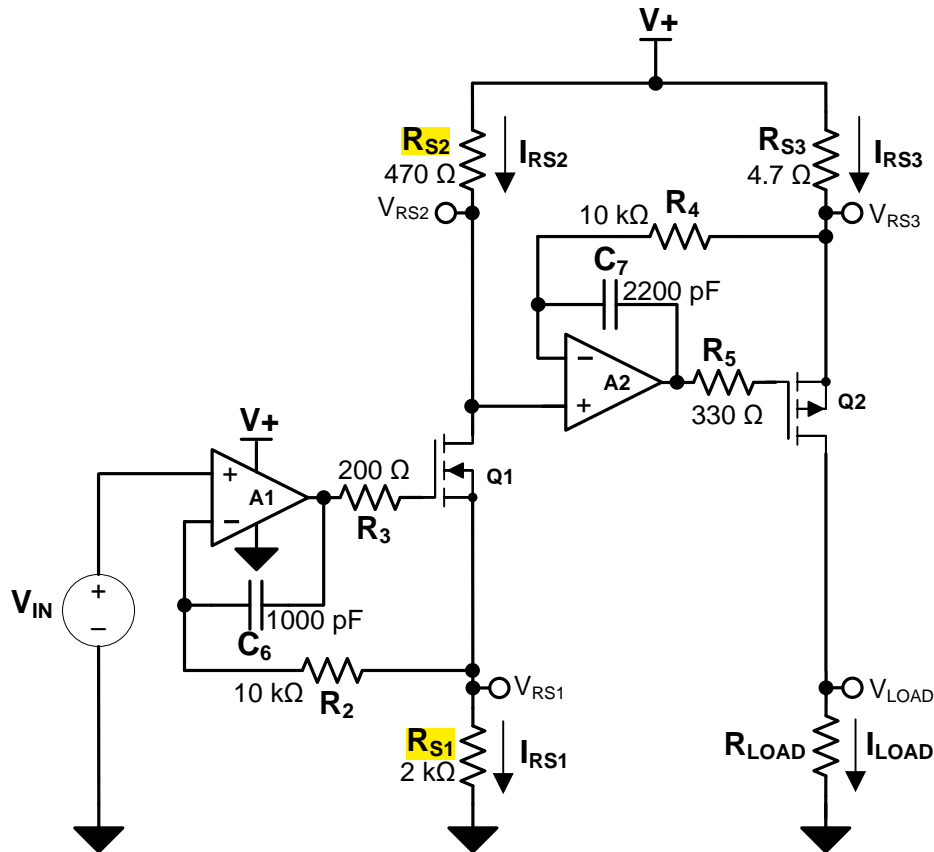 V+
RS2
470 Ω
IRS2
RS3
4.7 Ω
IRS3
VRS2
10 kΩ
R4
VRS3
C7
2200 pF
−
A2
+
R5
330 Ω
Q2
V+
+
A1
−
200 Ω
R3
Q1
VIN
+
−
1000 pF
C6
10 kΩ
R2
VRS1
VLOAD
RS1
2 kΩ
IRS1
RLOAD
ILOAD